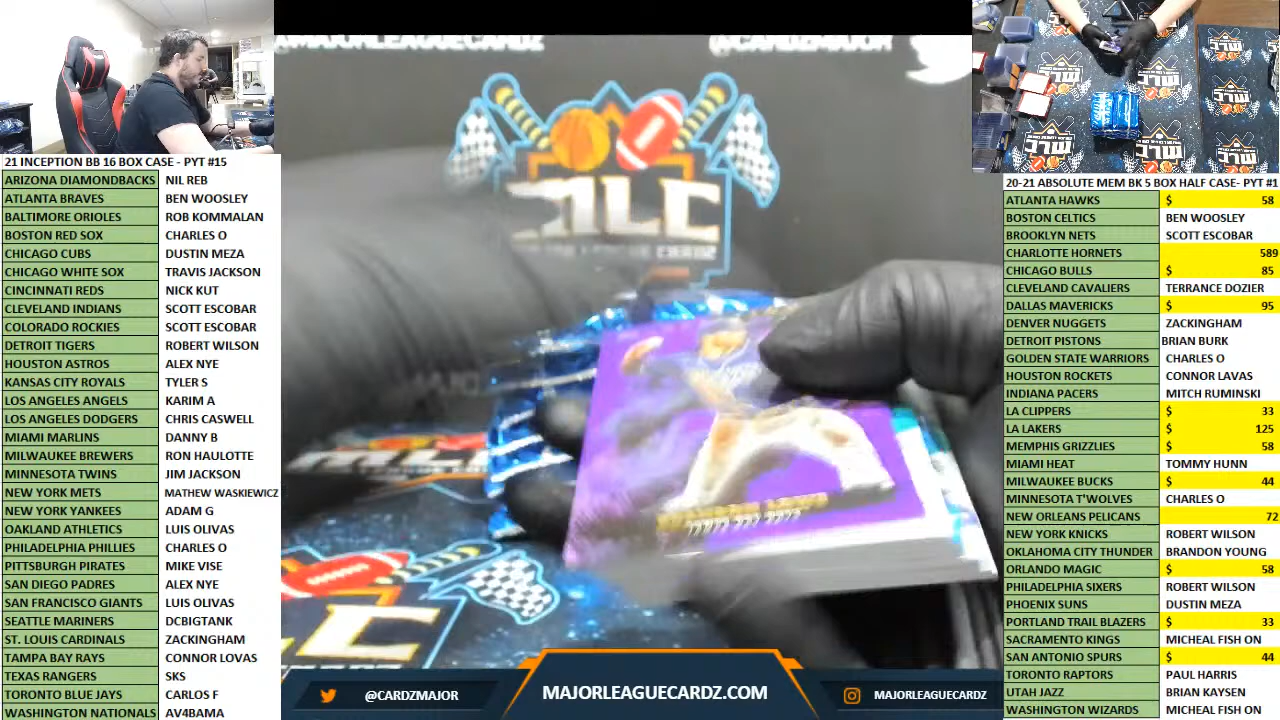 @MAJORLEAGUECARDZ
@CARDZMAJOR
21 INCEPTION BB 16 BOX CASE - PYT #15
ARIZONA DIAMONDBACKS NIL REB
ATLANTA BRAVES BEN WOOSLEY
BALTIMORE ORIOLES ROB KOMMALAN
BOSTON RED SOX CHARLES O
CHICAGO CUBS DUSTIN MEZA
CHICAGO WHITE SOX TRAVIS JACKSON
CINCINNATI REDS NICK KUT
CLEVELAND INDIANS SCOTT ESCOBAR
COLORADO ROCKIES SCOTT ESCOBAR
DETROIT TIGERS ROBERT WILSON
HOUSTON ASTROS ALEX NYE
KANSAS CITY ROYALS TYLER S
LOS ANGELES ANGELS KARIM A
LOS ANGELES DODGERS CHRIS CASWELL
MIAMI MARLINS DANNY B
MILWAUKEE BREWERS RON HAULOTTE
MINNESOTA TWINS JIM JACKSON
NEW YORK METS MATHEW WASKIEWICZ
NEW YORK YANKEES ADAM G
OAKLAND ATHLETICS LUIS OLIVAS
PHILADELPHIA PHILLIES CHARLES O
PITTSBURGH PIRATES MIKE VISE
SAN DIEGO PADRES ALEX NYE
SAN FRANCISCO GIANTS LUIS OLIVAS
SEATTLE MARINERS DCBIGTANK
ST. LOUIS CARDINALS ZACKINGHAM
TAMPA BAY RAYS CONNOR LOVAS
TEXAS RANGERS SKS
TORONTO BLUE JAYS CARLOS F
WASHINGTON NATIONALS AV4BAMA
20-21 ABSOLUTE MEM BK 5 BOX HALF CASE- PYT #1
ATLANTA HAWKS $ 58
BOSTON CELTICS BEN WOOSLEY
BROOKLYN NETS SCOTT ESCOBAR
CHARLOTTE HORNETS 589
CHICAGO BULLS $ 85
CLEVELAND CAVALIERS TERRANCE DOZIER
DALLAS MAVERICKS $ 95
DENVER NUGGETS ZACKINGHAM
DETROIT PISTONS BRIAN BURK
GOLDEN STATE WARRIORS CHARLES O
HOUSTON ROCKETS CONNOR LAVAS
INDIANA PACERS MITCH RUMINSKI
LA CLIPPERS $ 33
LA LAKERS $ 125
MEMPHIS GRIZZLIES $ 58
MIAMI HEAT TOMMY HUNN
MILWAUKEE BUCKS $ 44
MINNESOTA T'WOLVES CHARLES O
NEW ORLEANS PELICANS 72
NEW YORK KNICKS ROBERT WILSON
OKLAHOMA CITY THUNDER BRANDON YOUNG
ORLANDO MAGIC $ 58
PHILADELPHIA SIXERS ROBERT WILSON
PHOENIX SUNS DUSTIN MEZA
PORTLAND TRAIL BLAZERS $ 33
SACRAMENTO KINGS MICHEAL FISH ON
SAN ANTONIO SPURS $ 44
TORONTO RAPTORS PAUL HARRIS
UTAH JAZZ BRIAN KAYSEN
WASHINGTON WIZARDS MICHEAL FISH ON
@CARDZMAJOR
MAJORLEAGUECARDZ.COM
MAJORLEAGUECARDZ